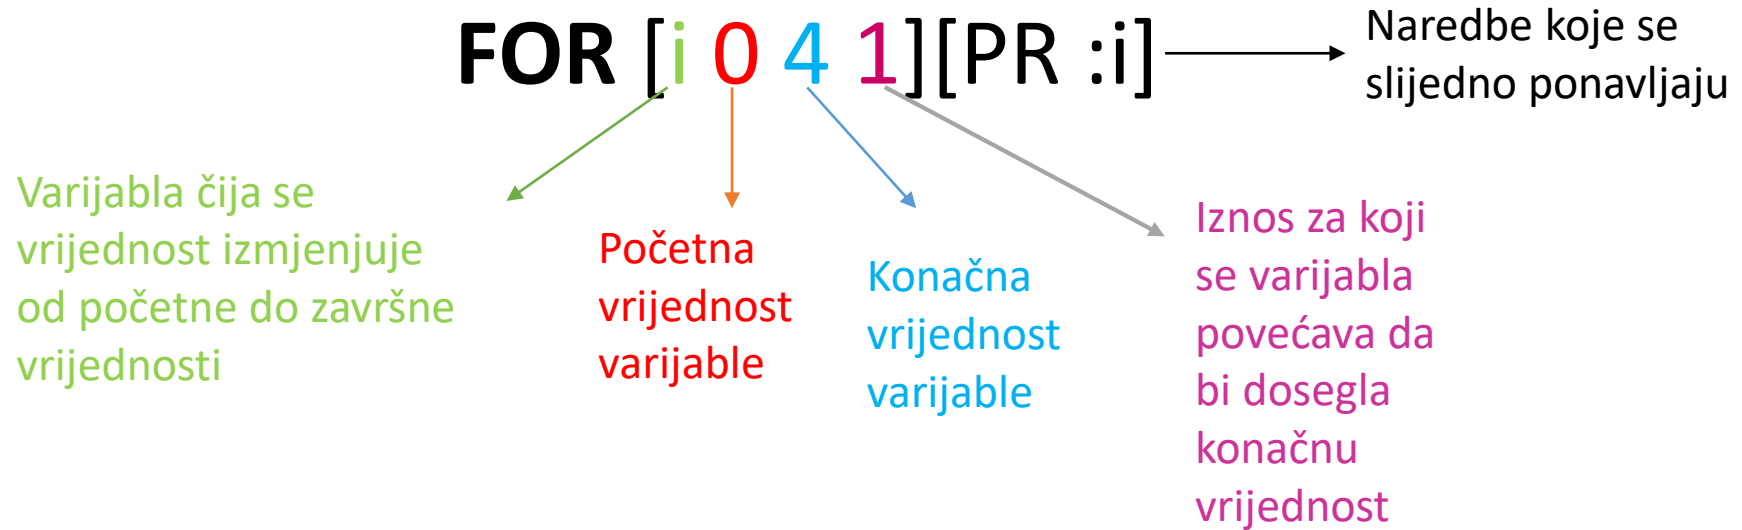 FOR [i 0 4 1][PR :i]
Naredbe koje se
slijedno ponavljaju
Varijabla čija se
vrijednost izmjenjuje
od početne do završne
vrijednosti
Početna
vrijednost
varijable
Konačna
vrijednost
varijable
Iznos za koji
se varijabla
povećava da
bi dosegla
konačnu
vrijednost